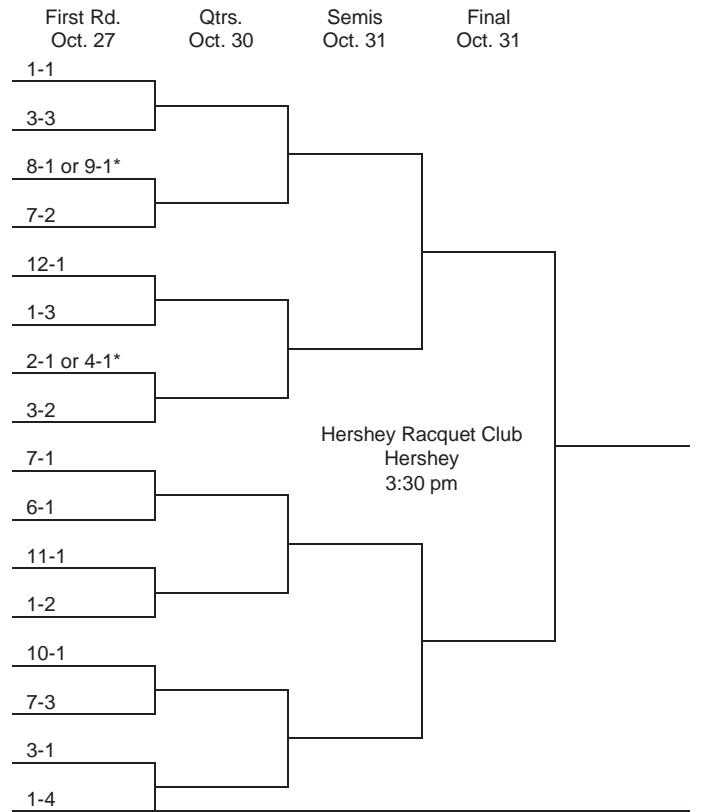 First Rd. Qtrs. Semis Final
Oct. 27 Oct. 30 Oct. 31 Oct. 31
1-1
3-3
8-1 or 9-1*
7-2
12-1
1-3
2-1 or 4-1*
3-2
Hershey Racquet Club
Hershey
3:30 pm
7-1
6-1
11-1
1-2
10-1
7-3
3-1
1-4